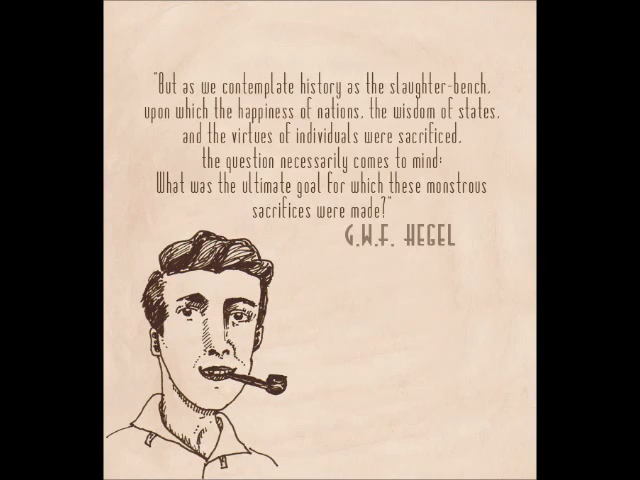 "But as we contemplate history as the slaughter-bench,
upon which the happiness of nations, the wisdom of states,
and the virtues of individuals were sacrificed,
the question necessarily comes to mind:
What was the ultimate goal for which these monstrous
sacrifices were made?"
G.W.F. HEGEL